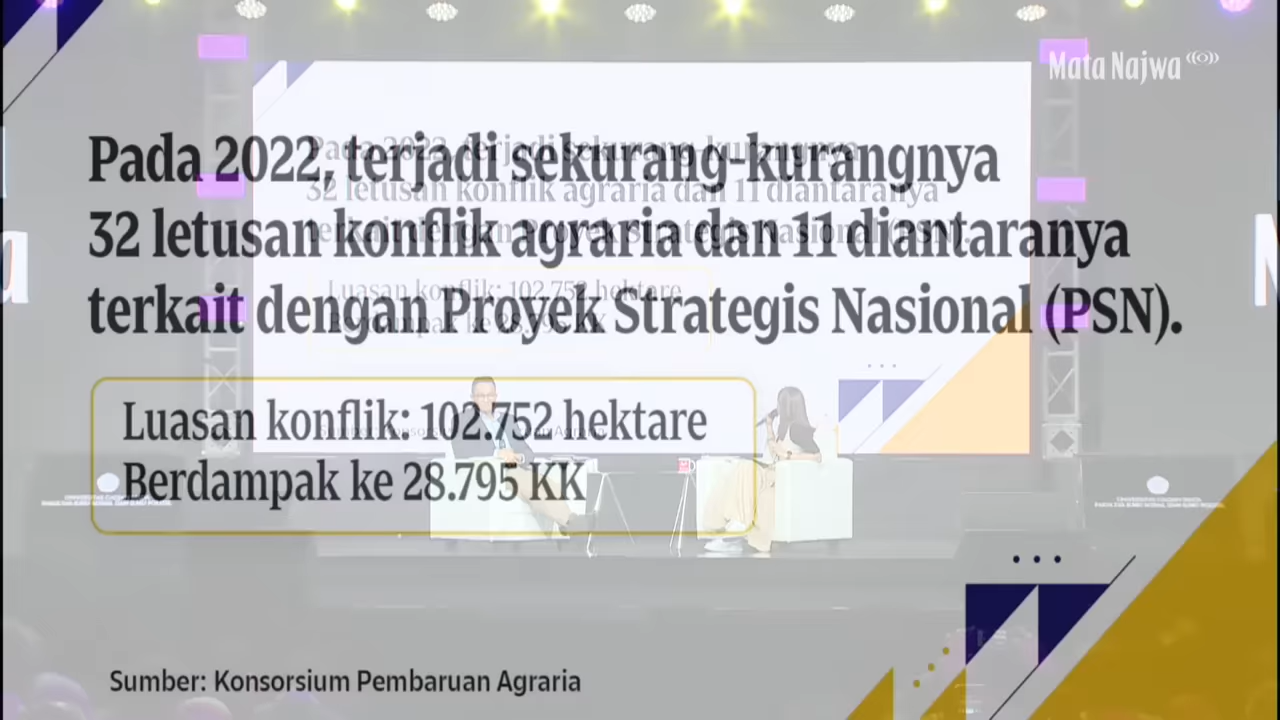 Mata Najwa
Pada 2022, terjadi sekurang-kurangnya
32 letusan konflik agraria dan 11 diantaranya
terkait dengan Proyek Strategis Nasional (PSN).
Luasan konflik: 102.752 hektare
Berdampak ke 28.795 KK
Sumber: Konsorsium Pembaruan Agraria